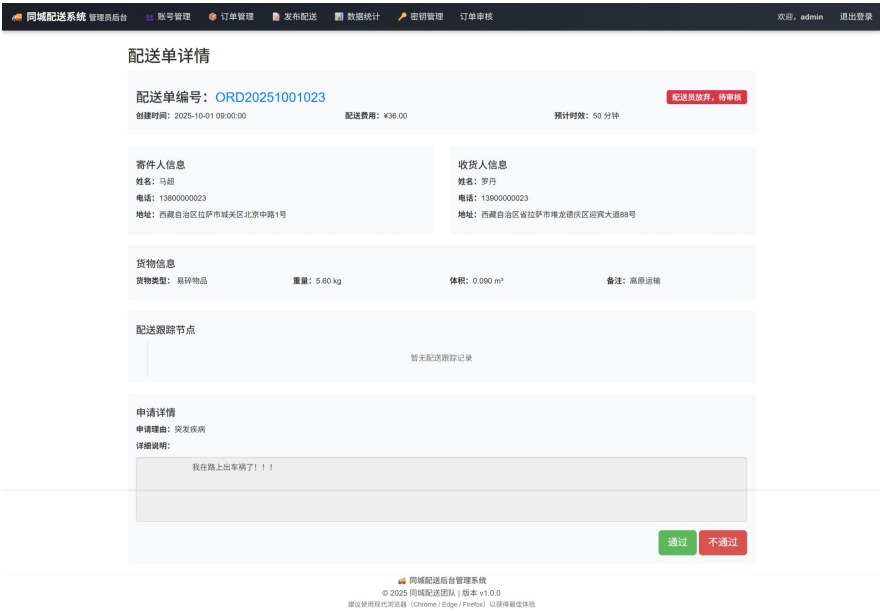 🚚 同城配送系统 管理员后台 👥 账号管理 📦 订单管理 📝 发布配送 📊 数据统计 🔑 密钥管理 订单审核 欢迎，admin 退出登录
配送单详情
配送单编号：ORD20251001023 配送员放弃，待审核
创建时间：2025-10-01 09:00:00 配送费用：¥36.00 预计时效：50 分钟
寄件人信息
姓名：马超
电话：13800000023
地址：西藏自治区拉萨市城关区北京中路1号
收货人信息
姓名：罗丹
电话：13900000023
地址：西藏自治区省拉萨市堆龙德庆区迎宾大道88号
货物信息
货物类型：易碎物品 重量：5.60 kg 体积：0.090 m³ 备注：高原运输
配送跟踪节点
暂无配送跟踪记录
申请详情
申请理由：突发疾病
详细说明：
我在路上出车祸了！！！
通过 不通过
🚚 同城配送后台管理系统
© 2025 同城配送团队 | 版本 v1.0.0
建议使用现代浏览器（Chrome / Edge / Firefox）以获得最佳体验